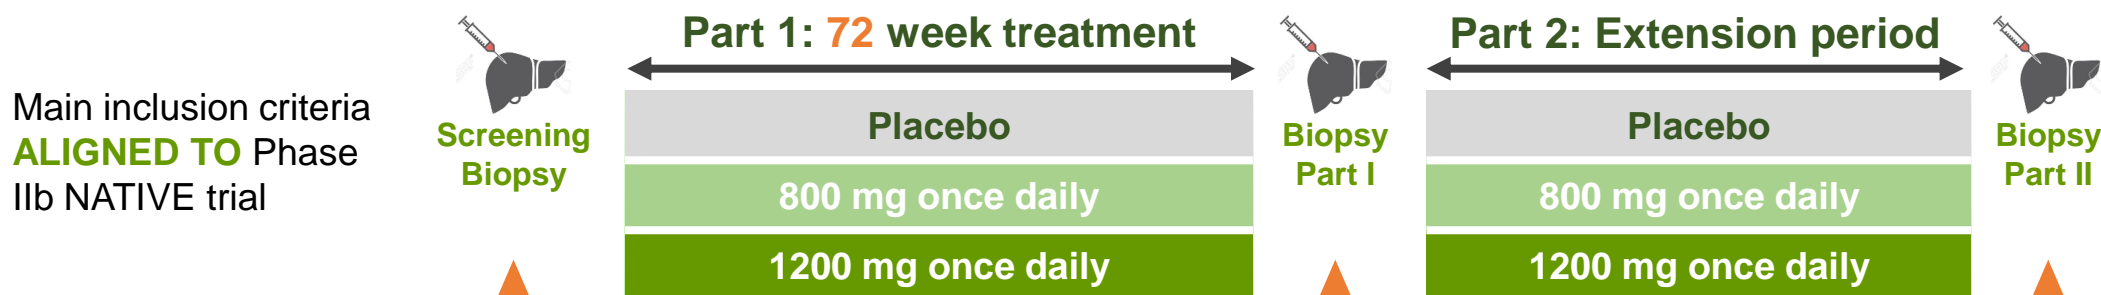 Part 1: 72 week treatment
Part 2: Extension period
Main inclusion criteria
ALIGNED TO Phase
IIb NATIVE trial
Screening
Biopsy
Placebo
800 mg once daily
1200 mg once daily
Biopsy
Part I
Placebo
800 mg once daily
1200 mg once daily
Biopsy
Part II